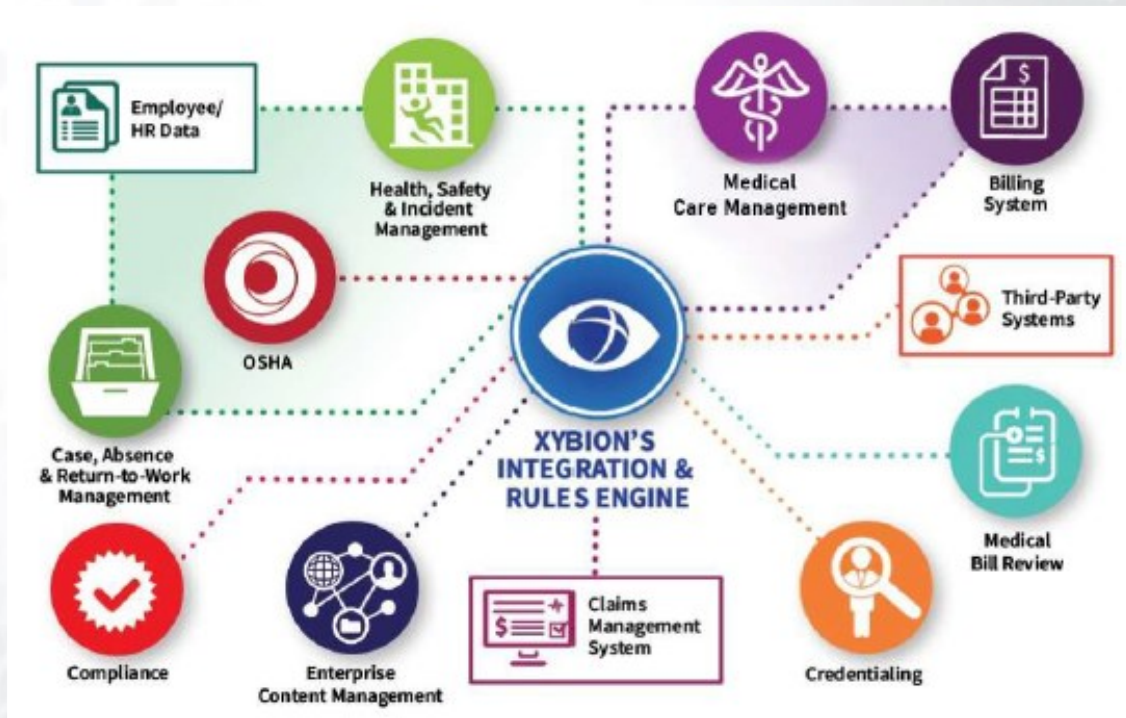 Employee/
HR Data
Health, Safety
& Incident
Management
Medical
Care Management
$
Billing
System
OSHA
Third-Party
Systems
Case, Absence
& Return-to-Work
Management
XYBION'S
INTEGRATION &
RULES ENGINE
$
Medical
Bill Review
Compliance
Enterprise
Content Management
$
Claims
Management
System
Credentialing